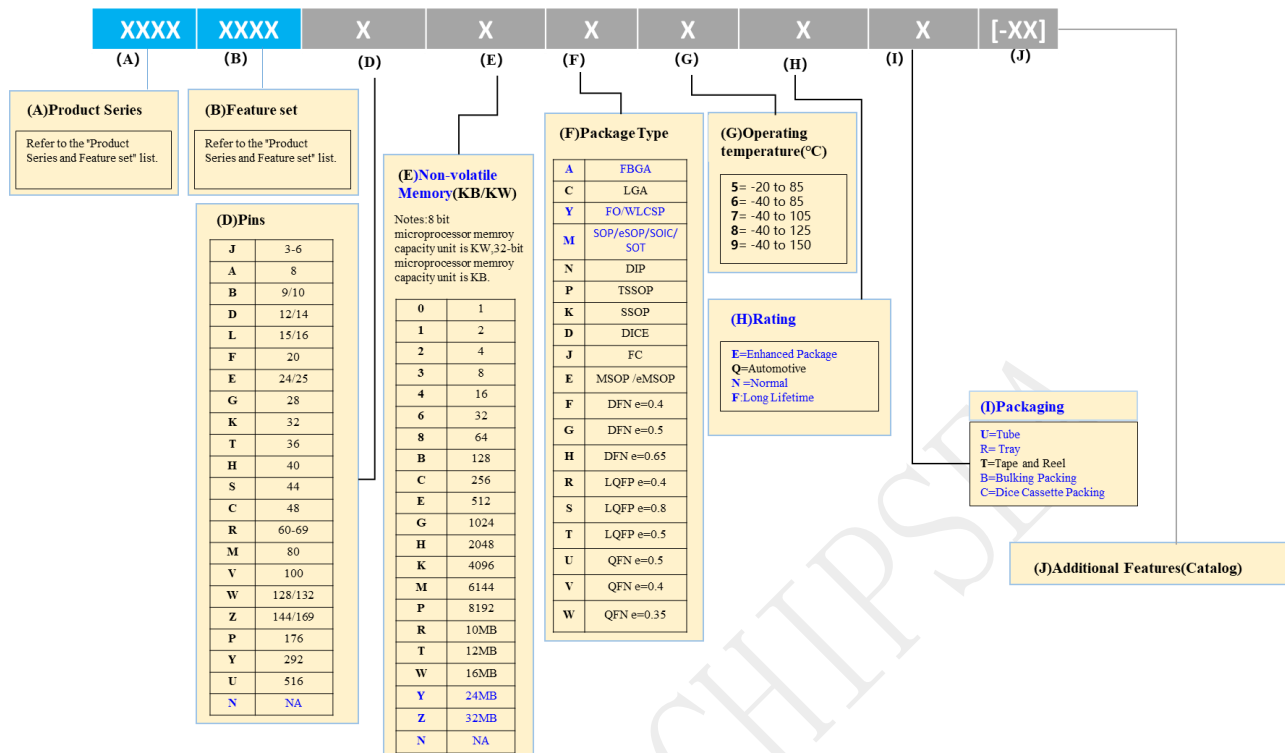 XXXX XXXX X X X X X X [-XX]
(A) (B) (D) (E) (F) (G) (H) (I) (J)
(A)Product Series
Refer to the "Product
Series and Feature set" list.
(B)Feature set
Refer to the "Product
Series and Feature set" list.
(D)Pins
J 3-6
A 8
B 9/10
D 12/14
L 15/16
F 20
E 24/25
G 28
K 32
T 36
H 40
S 44
C 48
R 60-69
M 80
V 100
W 128/132
Z 144/169
P 176
Y 292
U 516
N NA
(E)Non-volatile
Memory(KB/KW)
Notes:8 bit
microprocessor memroy
capacity unit is KW,32-bit
microprocessor memroy
capacity unit is KB.
0 1
1 2
2 4
3 8
4 16
6 32
8 64
B 128
C 256
E 512
G 1024
H 2048
K 4096
M 6144
P 8192
R 10MB
T 12MB
W 16MB
Y 24MB
Z 32MB
N NA
(F)Package Type
A FBGA
C LGA
Y FO/WLCSP
M SOP/eSOP/SOIC/
SOT
N DIP
P TSSOP
K SSOP
D DICE
J FC
E MSOP /eMSOP
F DFN e=0.4
G DFN e=0.5
H DFN e=0.65
R LQFP e=0.4
S LQFP e=0.8
T LQFP e=0.5
U QFN e=0.5
V QFN e=0.4
W QFN e=0.35
(G)Operating
temperature(°C)
5= -20 to 85
6= -40 to 85
7= -40 to 105
8= -40 to 125
9= -40 to 150
(H)Rating
E=Enhanced Package
Q=Automotive
N =Normal
F:Long Lifetime
(I)Packaging
U=Tube
R= Tray
T=Tape and Reel
B=Bulking Packing
C=Dice Cassette Packing
(J)Additional Features(Catalog)
CHIPSEA